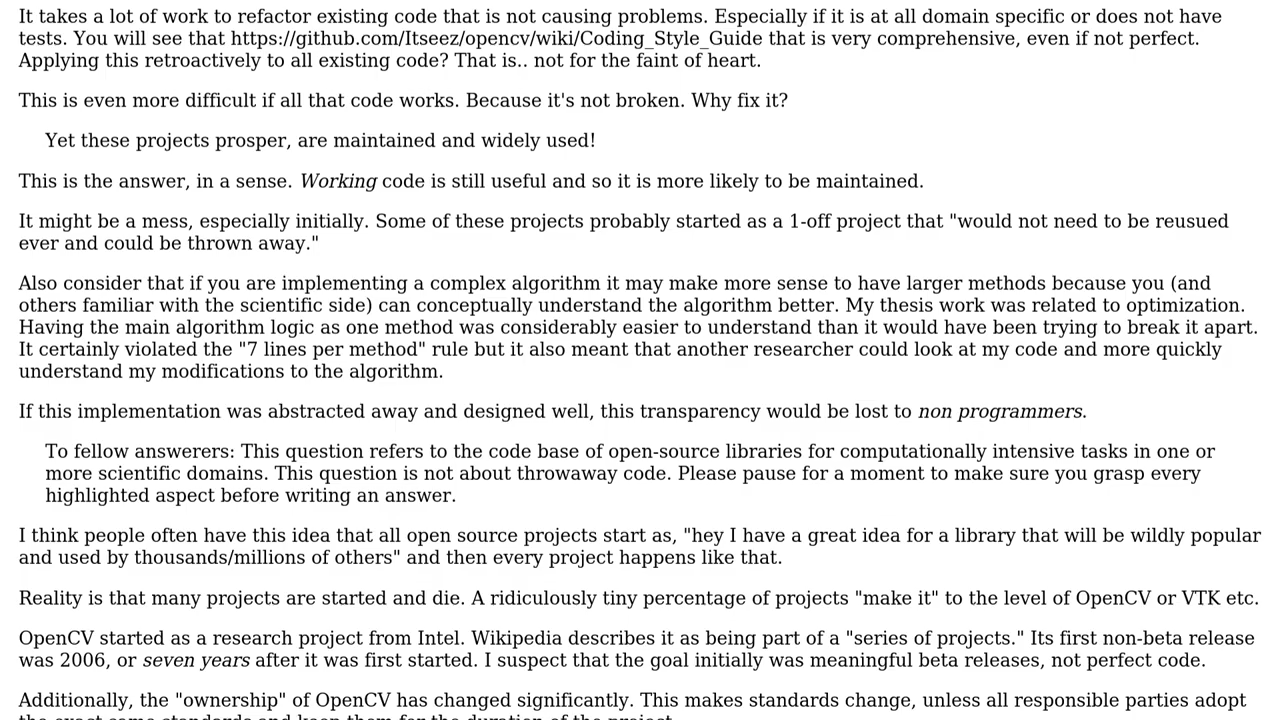 It takes a lot of work to refactor existing code that is not causing problems. Especially if it is at all domain specific or does not have
tests. You will see that https://github.com/Itseez/opencv/wiki/Coding_Style_Guide that is very comprehensive, even if not perfect.
Applying this retroactively to all existing code? That is.. not for the faint of heart.
This is even more difficult if all that code works. Because it's not broken. Why fix it?
Yet these projects prosper, are maintained and widely used!
This is the answer, in a sense. Working code is still useful and so it is more likely to be maintained.
It might be a mess, especially initially. Some of these projects probably started as a 1-off project that "would not need to be reusued
ever and could be thrown away."
Also consider that if you are implementing a complex algorithm it may make more sense to have larger methods because you (and
others familiar with the scientific side) can conceptually understand the algorithm better. My thesis work was related to optimization.
Having the main algorithm logic as one method was considerably easier to understand than it would have been trying to break it apart.
It certainly violated the "7 lines per method" rule but it also meant that another researcher could look at my code and more quickly
understand my modifications to the algorithm.
If this implementation was abstracted away and designed well, this transparency would be lost to non programmers.
To fellow answerers: This question refers to the code base of open-source libraries for computationally intensive tasks in one or
more scientific domains. This question is not about throwaway code. Please pause for a moment to make sure you grasp every
highlighted aspect before writing an answer.
I think people often have this idea that all open source projects start as, "hey I have a great idea for a library that will be wildly popular
and used by thousands/millions of others" and then every project happens like that.
Reality is that many projects are started and die. A ridiculously tiny percentage of projects "make it" to the level of OpenCV or VTK etc.
OpenCV started as a research project from Intel. Wikipedia describes it as being part of a "series of projects." Its first non-beta release
was 2006, or seven years after it was first started. I suspect that the goal initially was meaningful beta releases, not perfect code.
Additionally, the "ownership" of OpenCV has changed significantly. This makes standards change, unless all responsible parties adopt
the exact same standards and keep them for the duration of the project.